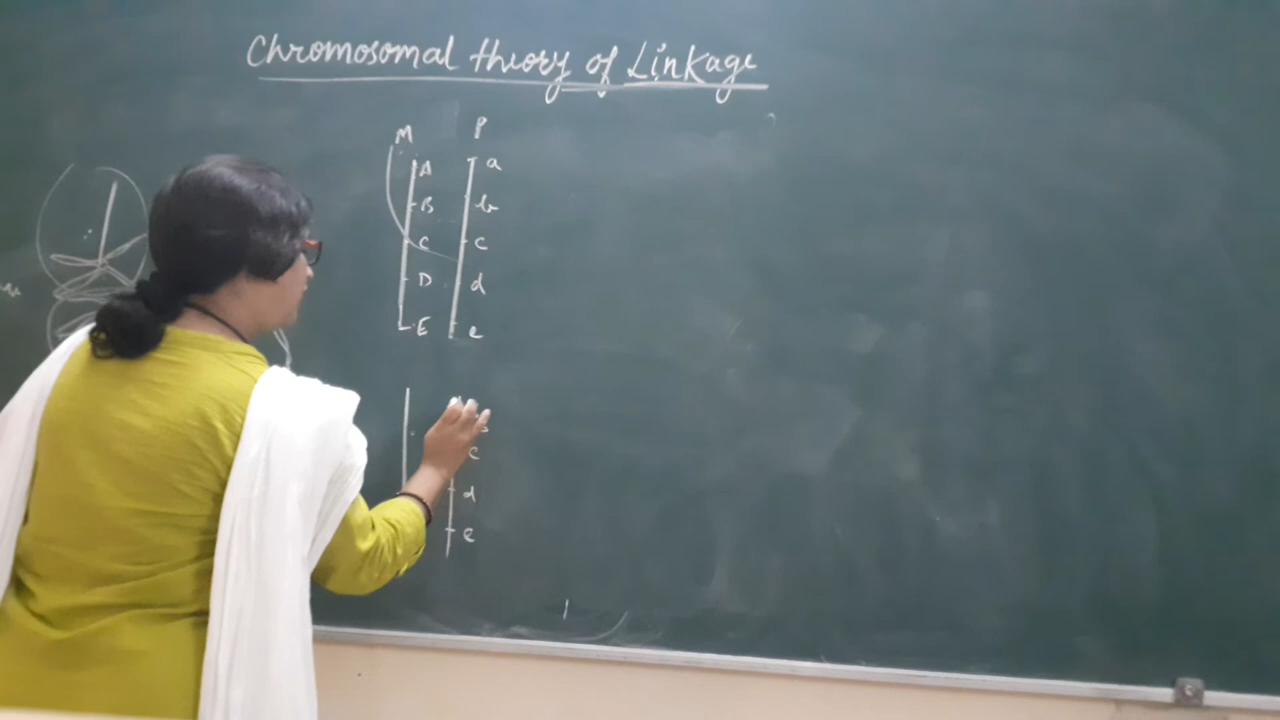 Chromosomal theory of Linkage
M P
A a
B b
C c
D d
E e
c
d
e